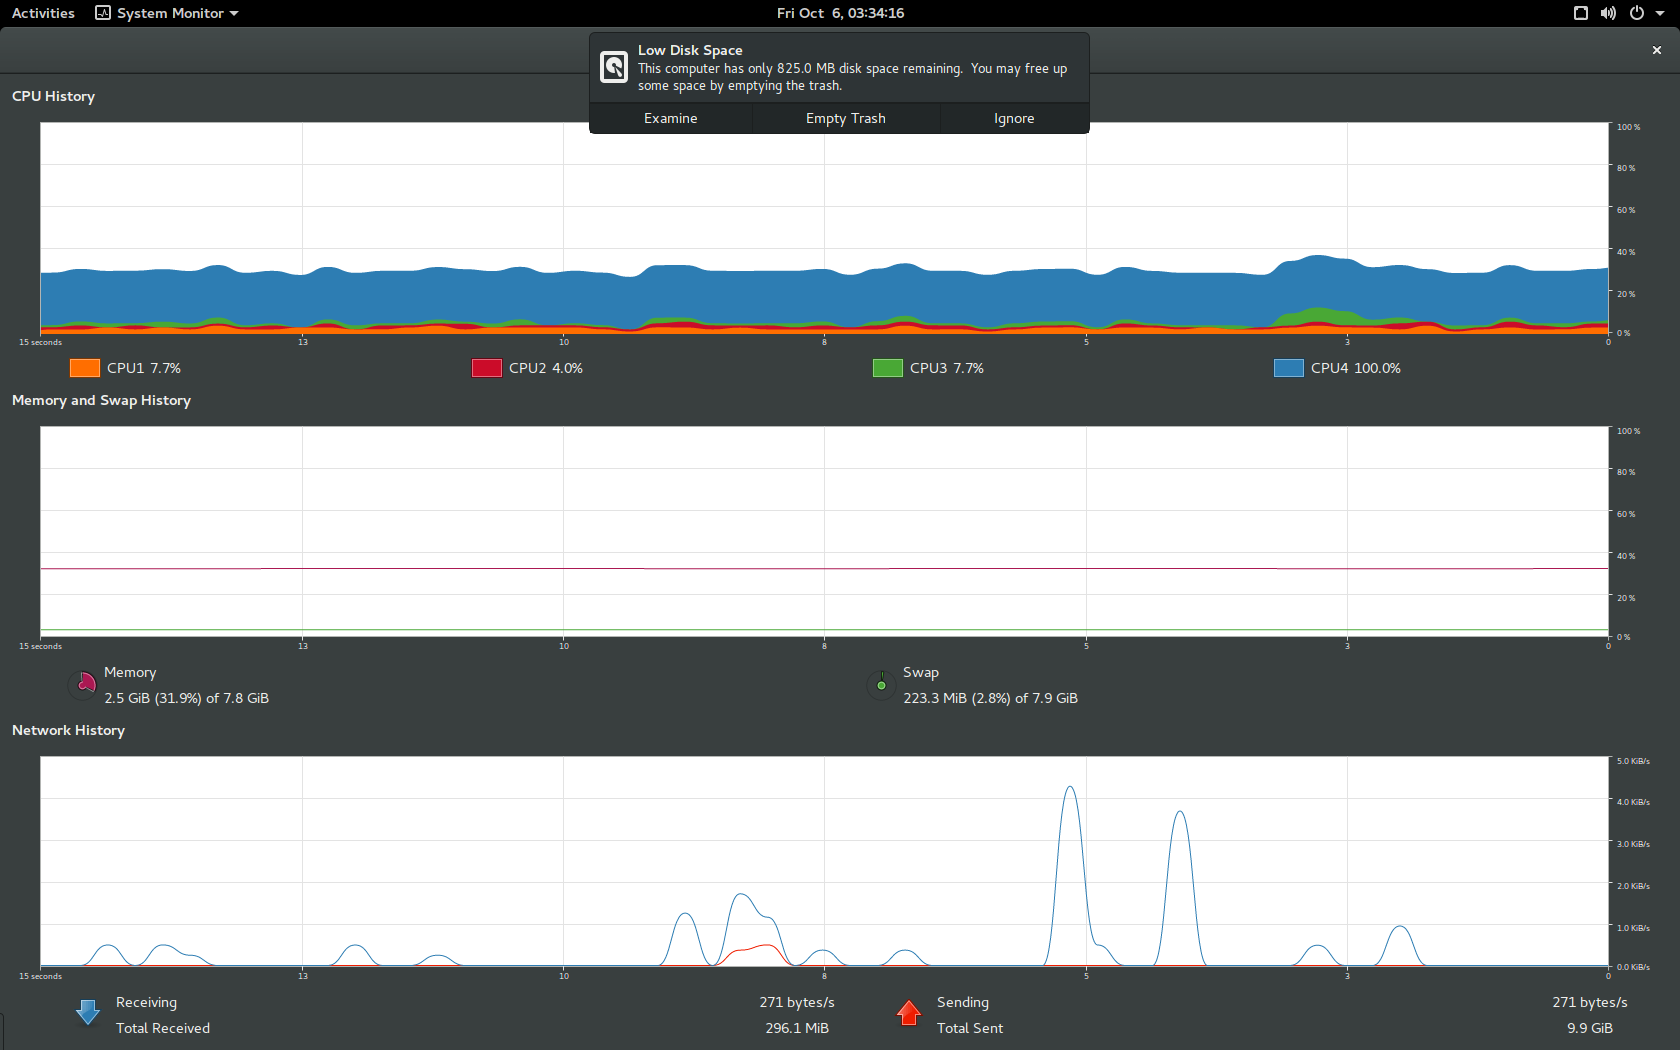 Activities System Monitor Fri Oct 6, 03:34:16
Low Disk Space
This computer has only 825.0 MB disk space remaining. You may free up
some space by emptying the trash.
Examine Empty Trash Ignore
CPU History
100 %
80 %
60 %
40 %
20 %
0 %
15 seconds 13 10 8 5 3 0
CPU1 7.7% CPU2 4.0% CPU3 7.7% CPU4 100.0%
Memory and Swap History
100 %
80 %
60 %
40 %
20 %
0 %
15 seconds 13 10 8 5 3 0
Memory Swap
2.5 GiB (31.9%) of 7.8 GiB 223.3 MiB (2.8%) of 7.9 GiB
Network History
5.0 KiB/s
4.0 KiB/s
3.0 KiB/s
2.0 KiB/s
1.0 KiB/s
0.0 KiB/s
15 seconds 13 10 8 5 3 0
Receiving 271 bytes/s Sending 271 bytes/s
Total Received 296.1 MiB Total Sent 9.9 GiB